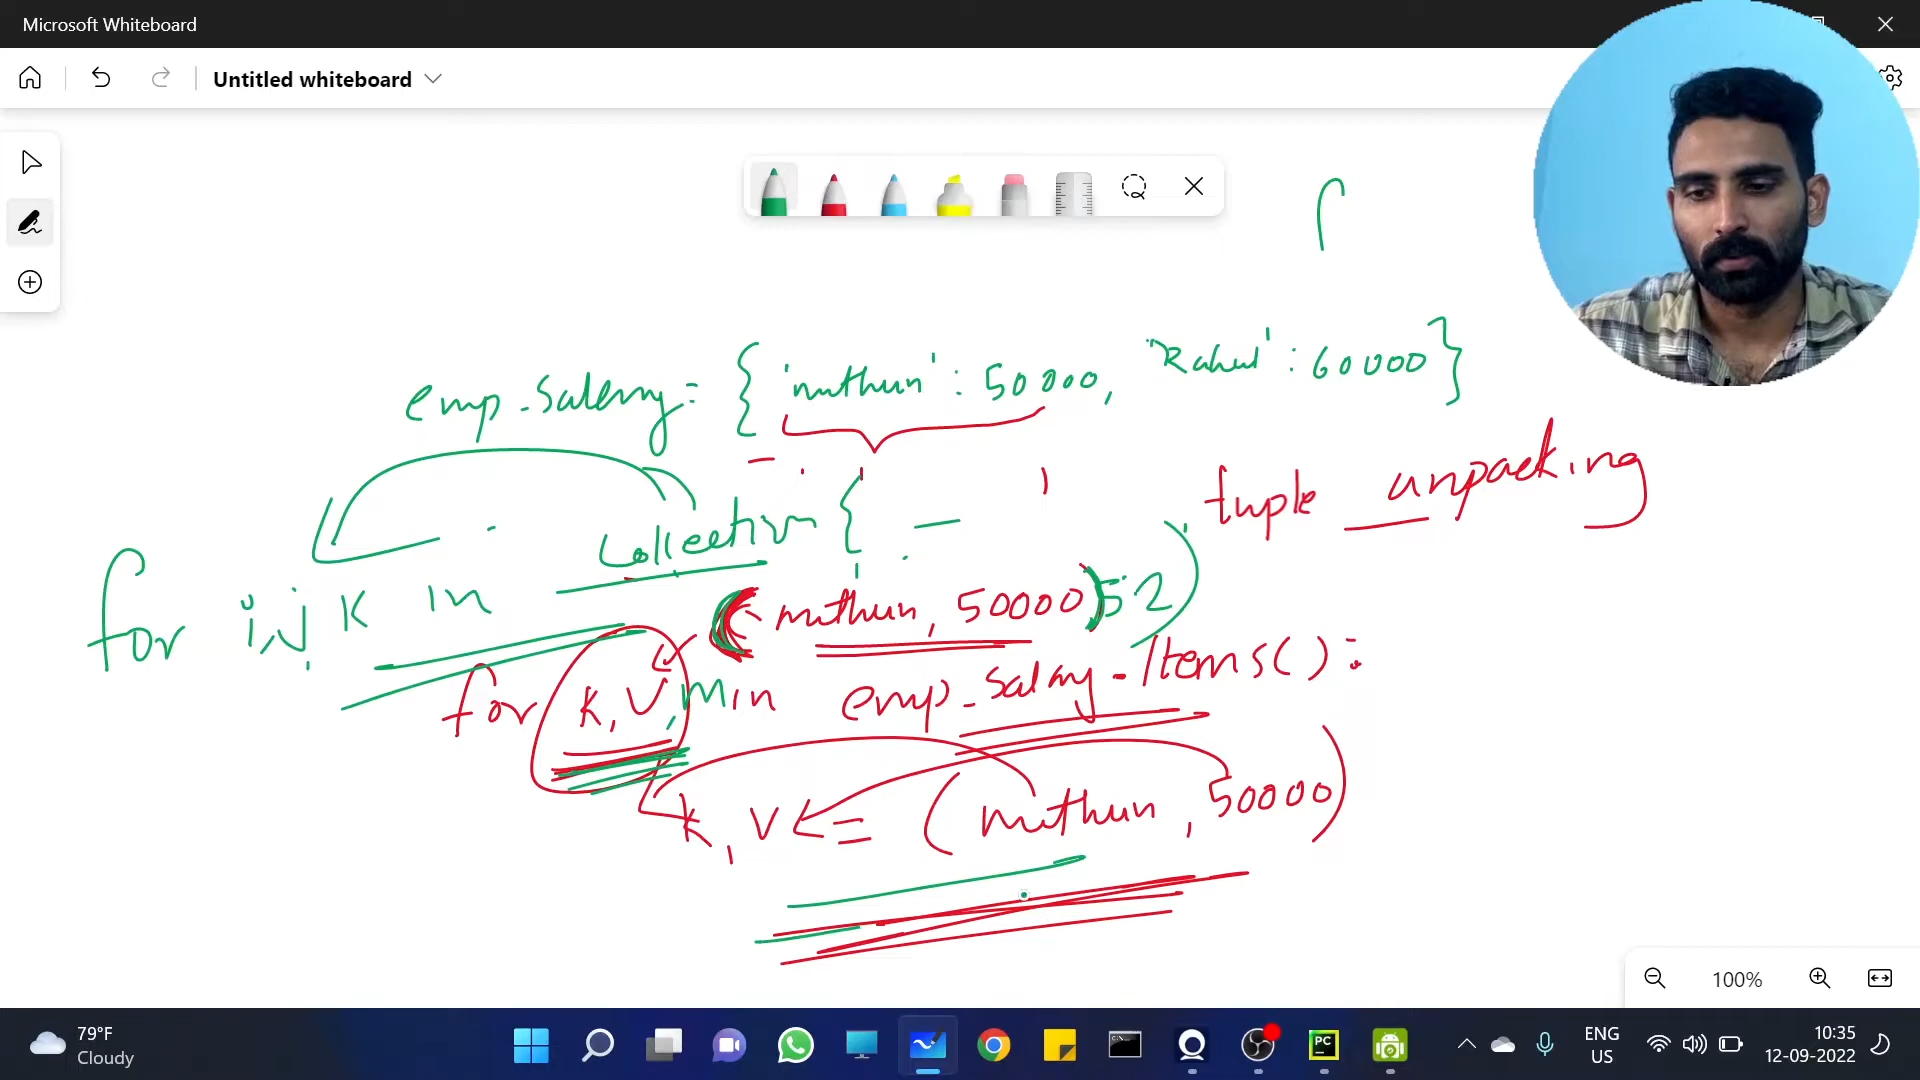 Microsoft Whiteboard
Untitled whiteboard
emp_salary = { 'mithun' : 50000, 'Rahul' : 60000 }
tuple unpacking
collection {
for i, j K in
( mithun, 50000 ) 52 )
for K, V, m in emp_salary.Items() :
K, V = ( mithun, 50000 )
100%
79°F
Cloudy
ENG
US
10:35
12-09-2022